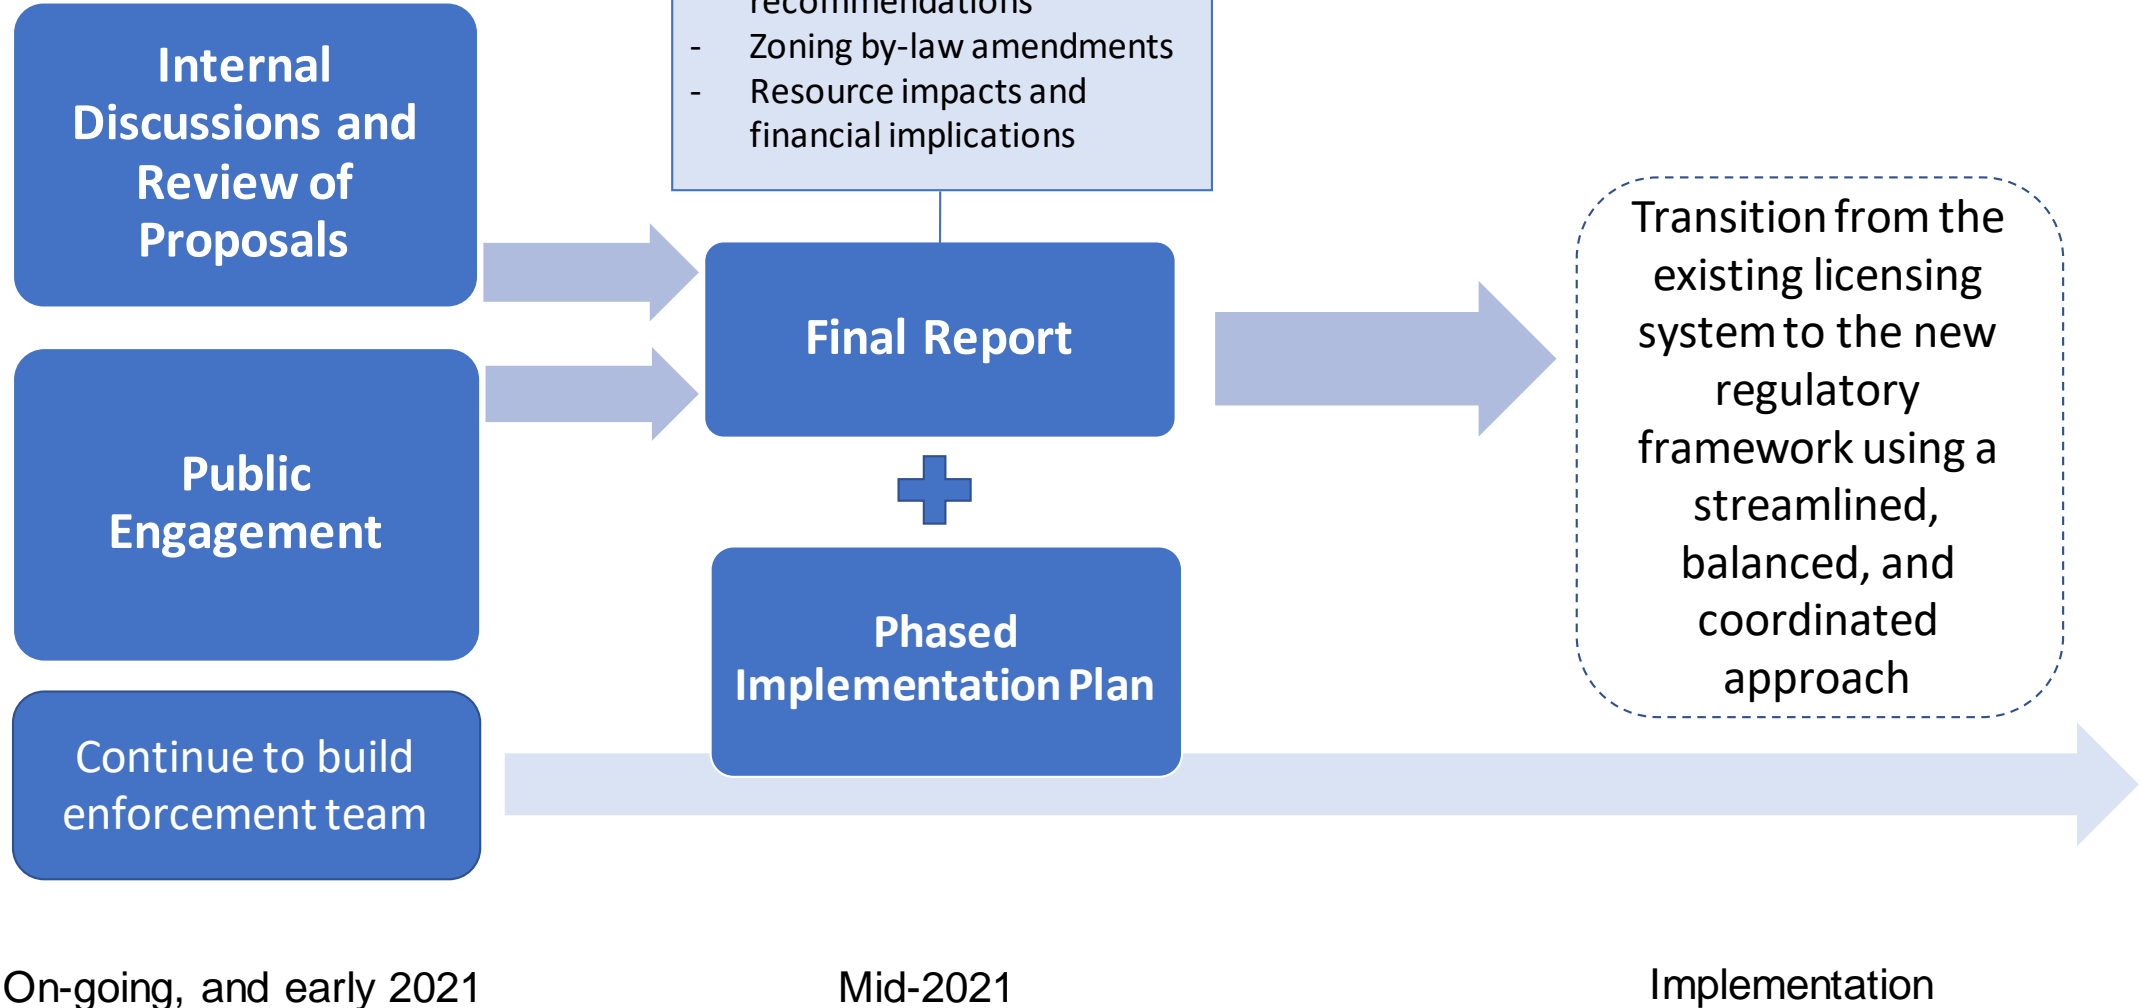 recommendations
- Zoning by-law amendments
- Resource impacts and
financial implications
Internal
Discussions and
Review of
Proposals
Public
Engagement
Continue to build
enforcement team
Final Report
Phased
Implementation Plan
Transition from the
existing licensing
system to the new
regulatory
framework using a
streamlined,
balanced, and
coordinated
approach
On-going, and early 2021
Mid-2021
Implementation